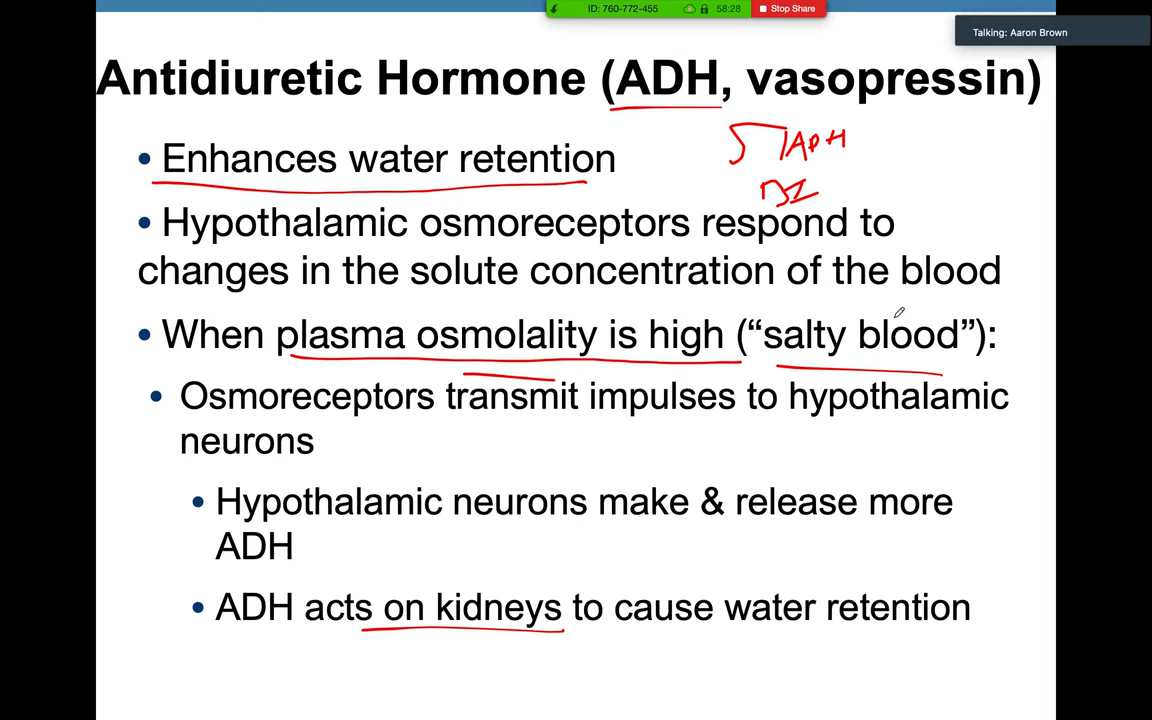 ID: 760-772-455 58:28 Stop Share
Talking: Aaron Brown
Antidiuretic Hormone (ADH, vasopressin)
• Enhances water retention
ADH
DI
• Hypothalamic osmoreceptors respond to
changes in the solute concentration of the blood
• When plasma osmolality is high (“salty blood”):
• Osmoreceptors transmit impulses to hypothalamic
neurons
• Hypothalamic neurons make & release more
ADH
• ADH acts on kidneys to cause water retention